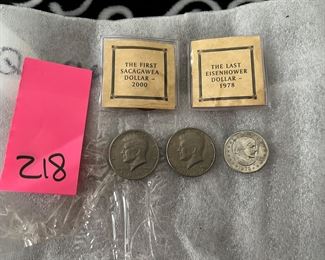 THE FIRST
SACAGAWEA
DOLLAR –
2000
THE LAST
EISENHOWER
DOLLAR –
1978
218